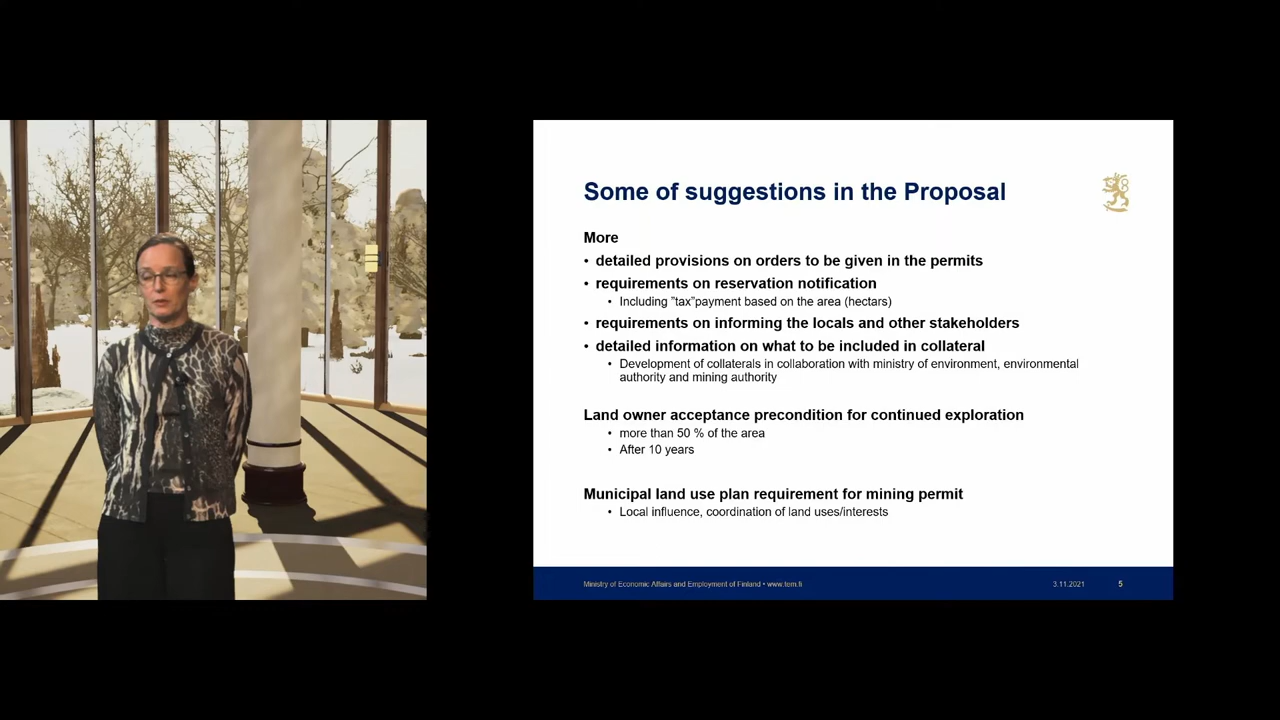 Some of suggestions in the Proposal
More
• detailed provisions on orders to be given in the permits
• requirements on reservation notification
• Including "tax"payment based on the area (hectars)
• requirements on informing the locals and other stakeholders
• detailed information on what to be included in collateral
• Development of collaterals in collaboration with ministry of environment, environmental
authority and mining authority
Land owner acceptance precondition for continued exploration
• more than 50 % of the area
• After 10 years
Municipal land use plan requirement for mining permit
• Local influence, coordination of land uses/interests
Ministry of Economic Affairs and Employment of Finland • www.tem.fi 3.11.2021 5